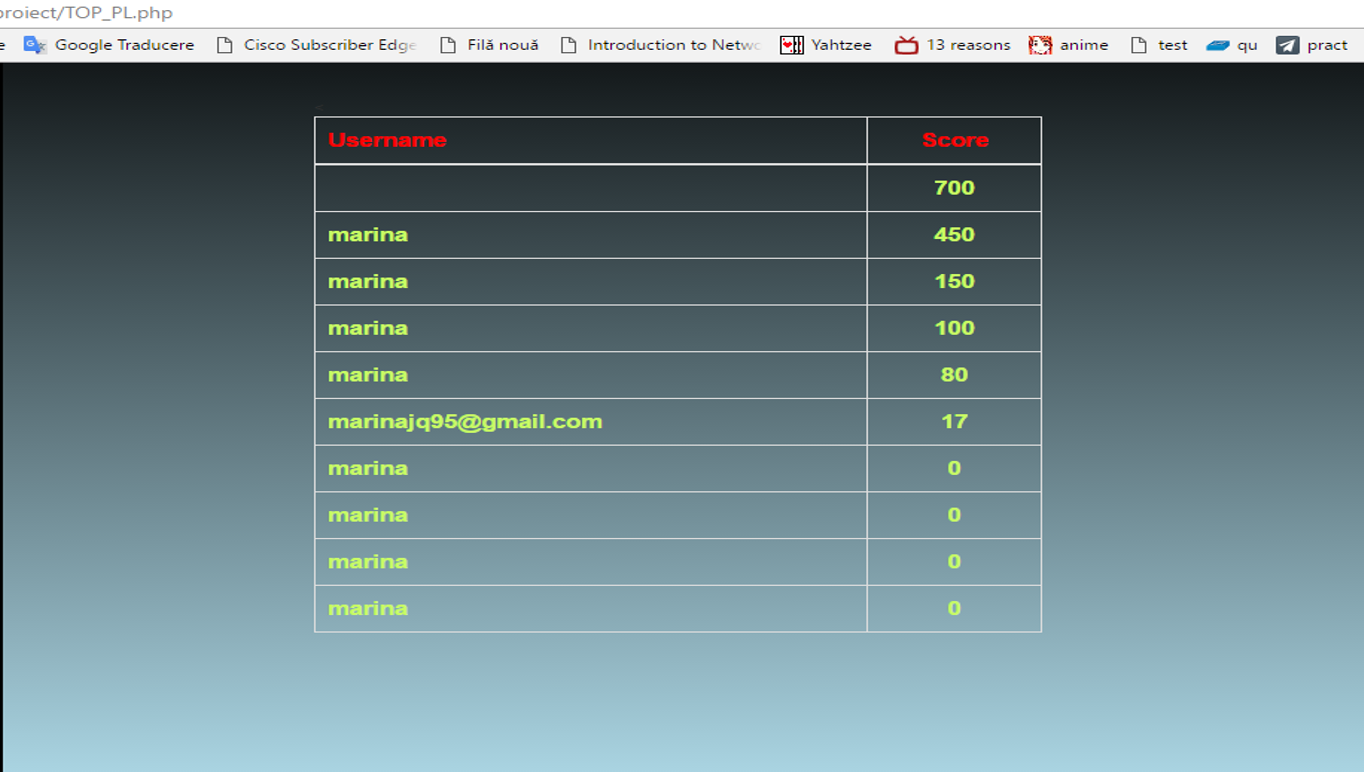 proiect/TOP_PL.php
e Google Traducere Cisco Subscriber Edge Filă nouă Introduction to Netwo Yahtzee 13 reasons anime test qu pract
<
Username Score
700
marina 450
marina 150
marina 100
marina 80
marinajq95@gmail.com 17
marina 0
marina 0
marina 0
marina 0